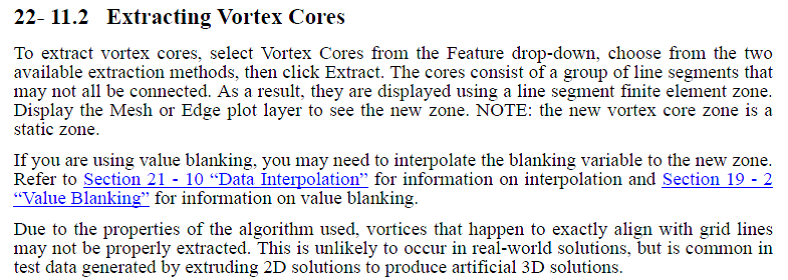 22- 11.2 Extracting Vortex Cores
To extract vortex cores, select Vortex Cores from the Feature drop-down, choose from the two
available extraction methods, then click Extract. The cores consist of a group of line segments that
may not all be connected. As a result, they are displayed using a line segment finite element zone.
Display the Mesh or Edge plot layer to see the new zone. NOTE: the new vortex core zone is a
static zone.
If you are using value blanking, you may need to interpolate the blanking variable to the new zone.
Refer to Section 21 - 10 “Data Interpolation” for information on interpolation and Section 19 - 2
“Value Blanking” for information on value blanking.
Due to the properties of the algorithm used, vortices that happen to exactly align with grid lines
may not be properly extracted. This is unlikely to occur in real-world solutions, but is common in
test data generated by extruding 2D solutions to produce artificial 3D solutions.